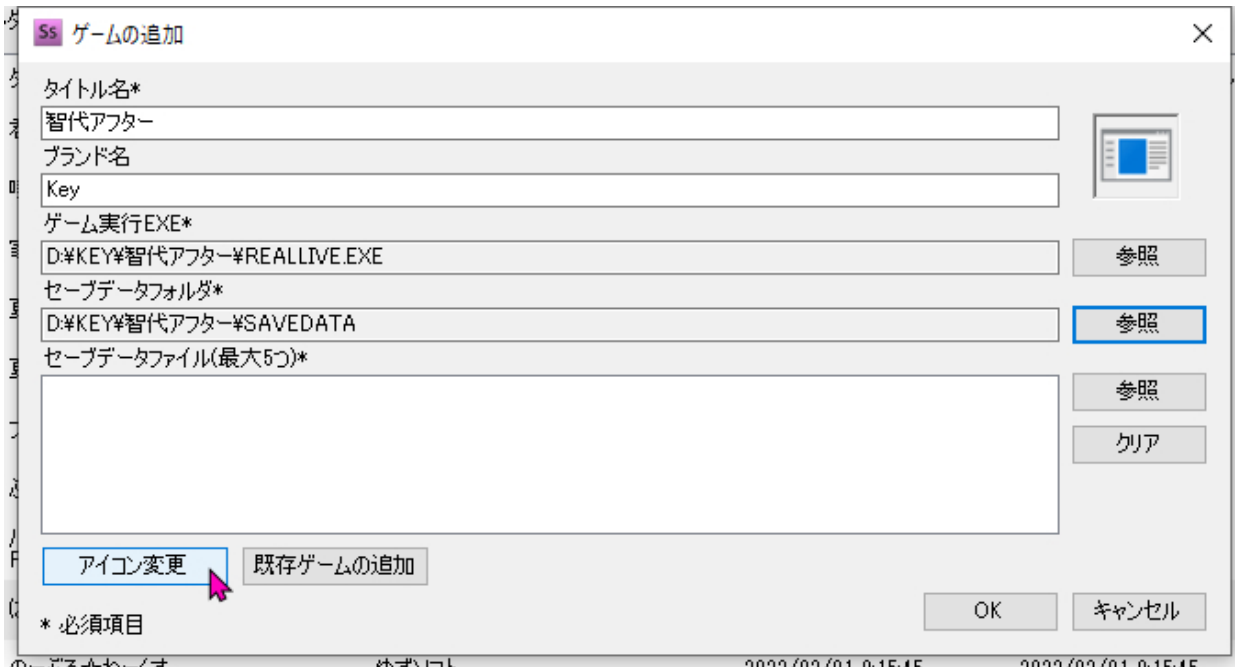 Ss ゲームの追加
タイトル名*
智代アフター
ブランド名
Key
ゲーム実行EXE*
D:¥KEY¥智代アフター¥REALLIVE.EXE 参照
セーブデータフォルダ*
D:¥KEY¥智代アフター¥SAVEDATA 参照
セーブデータファイル(最大5つ)*
参照
クリア
アイコン変更 既存ゲームの追加
* 必須項目 OK キャンセル